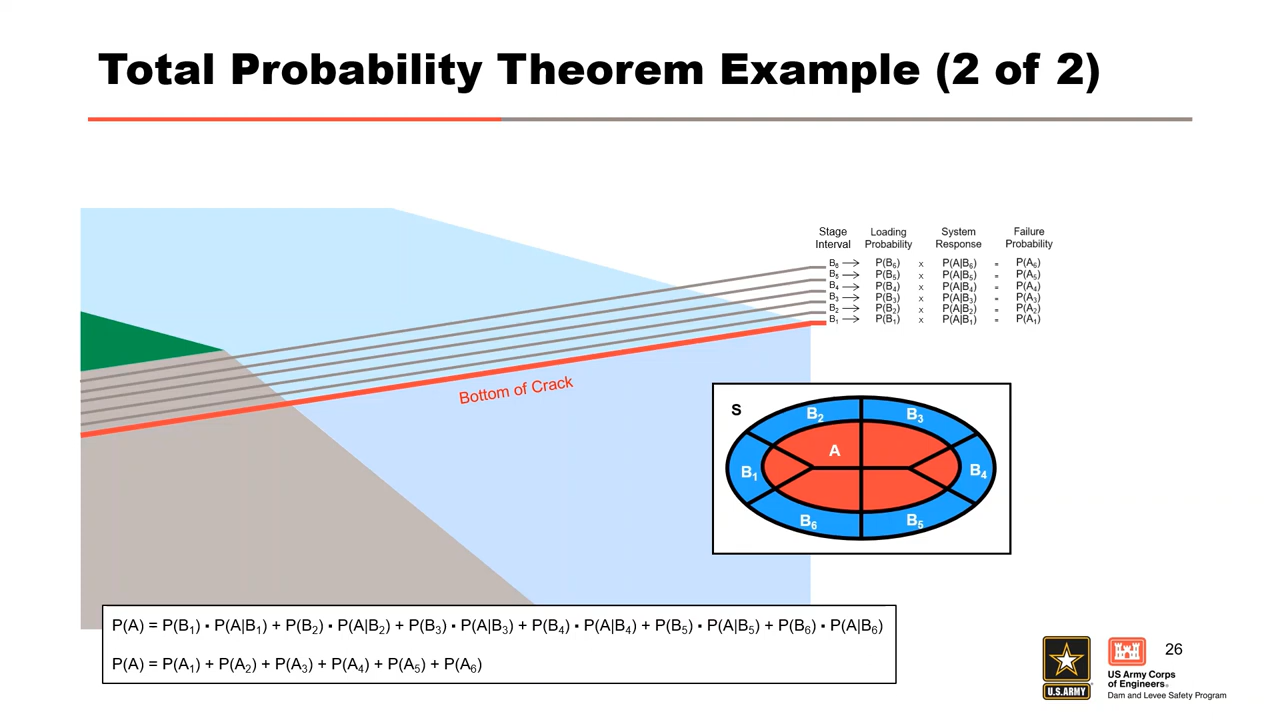 Total Probability Theorem Example (2 of 2)
Stage Interval Loading Probability System Response Failure Probability
B₆ → P(B₆) x P(A|B₆) = P(A₆)
B₅ → P(B₅) x P(A|B₅) = P(A₅)
B₄ → P(B₄) x P(A|B₄) = P(A₄)
B₃ → P(B₃) x P(A|B₃) = P(A₃)
B₂ → P(B₂) x P(A|B₂) = P(A₂)
B₁ → P(B₁) x P(A|B₁) = P(A₁)
Bottom of Crack
S
B₂ B₃
A
B₁ B₄
B₆ B₅
P(A) = P(B₁) ▪ P(A|B₁) + P(B₂) ▪ P(A|B₂) + P(B₃) ▪ P(A|B₃) + P(B₄) ▪ P(A|B₄) + P(B₅) ▪ P(A|B₅) + P(B₆) ▪ P(A|B₆)
P(A) = P(A₁) + P(A₂) + P(A₃) + P(A₄) + P(A₅) + P(A₆)
26
U.S.ARMY
US Army Corps
of Engineers®
Dam and Levee Safety Program